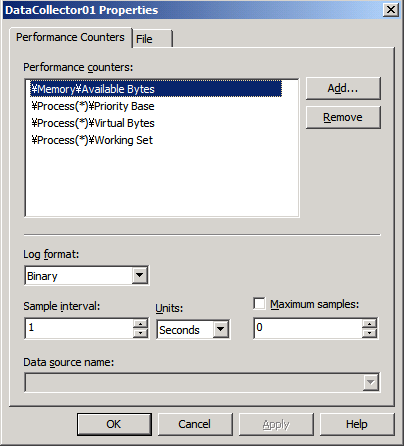 DataCollector01 Properties
Performance Counters
File
Performance counters:
¥Memory¥Available Bytes
¥Process(*)¥Priority Base
¥Process(*)¥Virtual Bytes
¥Process(*)¥Working Set
Add...
Remove
Log format:
Binary
Sample interval:
Units:
Maximum samples:
1
Seconds
0
Data source name:
OK
Cancel
Apply
Help